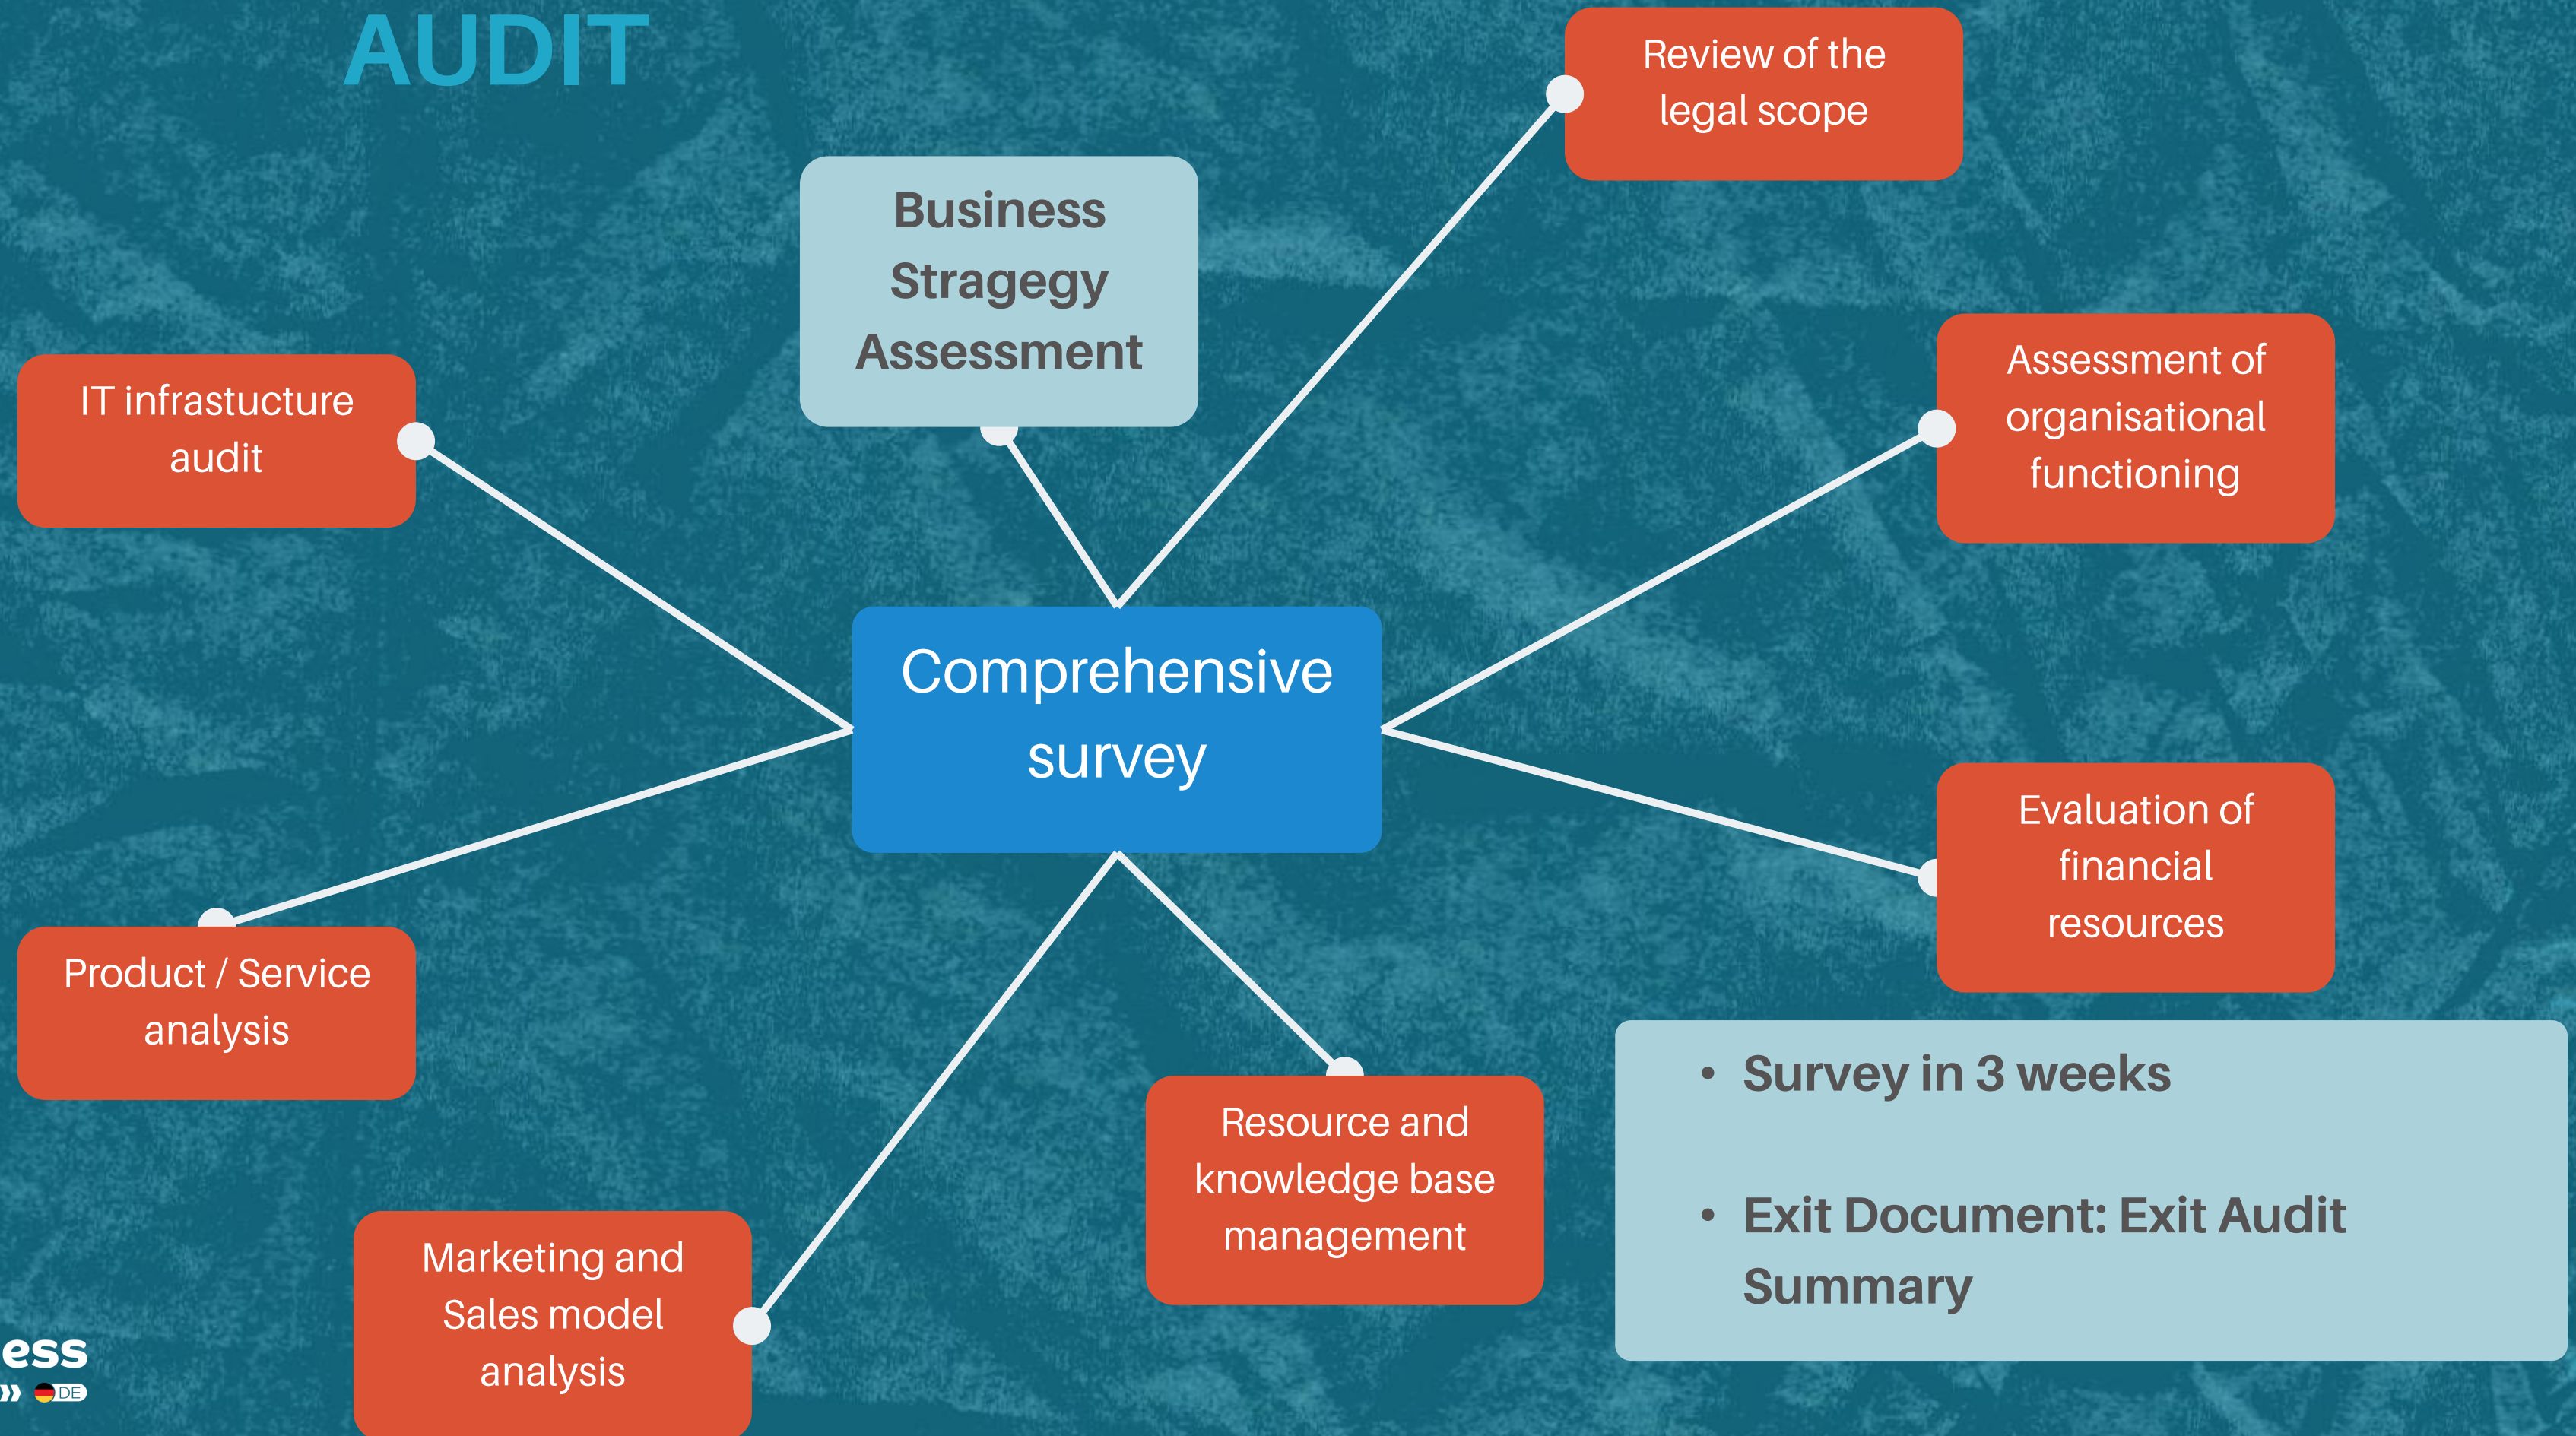 AUDIT
Review of the
legal scope
Business
Stragegy
Assessment
Assessment of
organisational
functioning
IT infrastucture
audit
Comprehensive
survey
Evaluation of
financial
resources
Product / Service
analysis
Resource and
knowledge base
management
• Survey in 3 weeks
• Exit Document: Exit Audit
Summary
Marketing and
Sales model
analysis
ess
DE